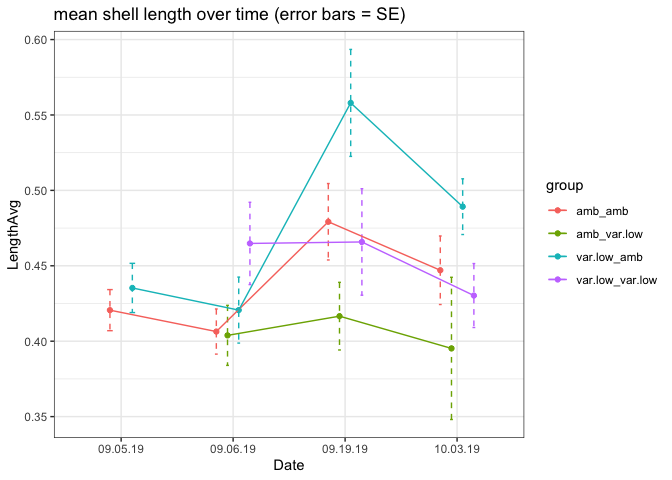 mean shell length over time (error bars = SE)
LengthAvg
0.60
0.55
0.50
0.45
0.40
0.35
09.05.19 09.06.19 09.19.19 10.03.19
Date
group
amb_amb
amb_var.low
var.low_amb
var.low_var.low